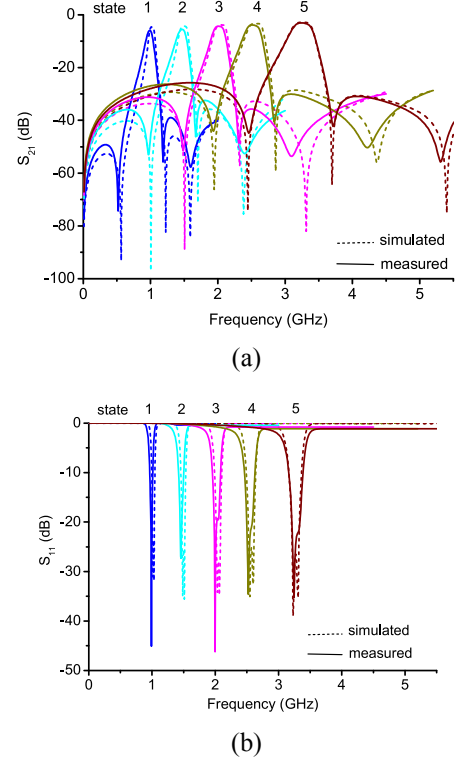 state 1 2 3 4 5
0
-20
-40
-60
-80
-100
S21 (dB)
simulated
measured
0 1 2 3 4 5
Frequency (GHz)
(a)
state 1 2 3 4 5
0
-10
-20
-30
-40
-50
S11 (dB)
simulated
measured
0 1 2 3 4 5
Frequency (GHz)
(b)